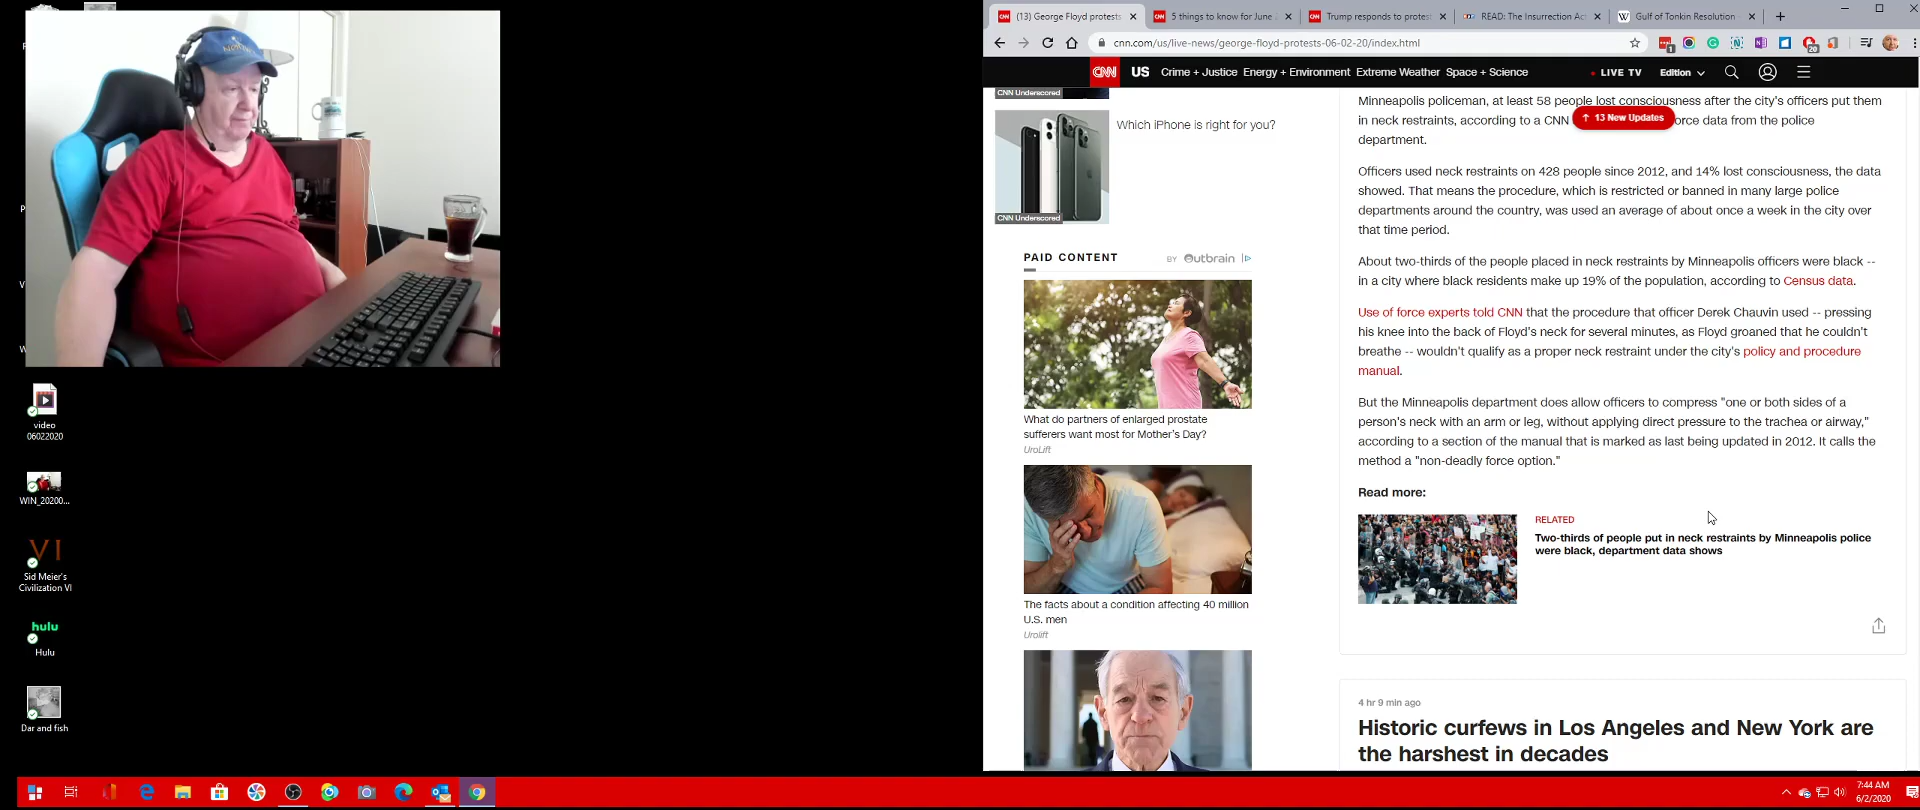 (13) George Floyd protests
5 things to know for June 2
Trump responds to protest
READ: The Insurrection Act
Gulf of Tonkin Resolution
cnn.com/us/live-news/george-floyd-protests-06-02-20/index.html
CNN US Crime + Justice Energy + Environment Extreme Weather Space + Science LIVE TV Edition
CNN Underscored
Which iPhone is right for you?
CNN Underscored
PAID CONTENT BY Outbrain
What do partners of enlarged prostate
sufferers want most for Mother's Day?
UroLift
The facts about a condition affecting 40 million
U.S. men
Urolift
13 New Updates
Minneapolis policeman, at least 58 people lost consciousness after the city's officers put them
in neck restraints, according to a CNN orce data from the police
department.
Officers used neck restraints on 428 people since 2012, and 14% lost consciousness, the data
showed. That means the procedure, which is restricted or banned in many large police
departments around the country, was used an average of about once a week in the city over
that time period.
About two-thirds of the people placed in neck restraints by Minneapolis officers were black --
in a city where black residents make up 19% of the population, according to Census data.
Use of force experts told CNN that the procedure that officer Derek Chauvin used -- pressing
his knee into the back of Floyd's neck for several minutes, as Floyd groaned that he couldn't
breathe -- wouldn't qualify as a proper neck restraint under the city's policy and procedure
manual.
But the Minneapolis department does allow officers to compress "one or both sides of a
person's neck with an arm or leg, without applying direct pressure to the trachea or airway,"
according to a section of the manual that is marked as last being updated in 2012. It calls the
method a "non-deadly force option."
Read more:
RELATED
Two-thirds of people put in neck restraints by Minneapolis police
were black, department data shows
4 hr 9 min ago
Historic curfews in Los Angeles and New York are
the harshest in decades
video
06022020
WIN_20200...
VI
Sid Meier's
Civilization VI
hulu
Hulu
Dar and fish
7:44 AM
6/2/2020